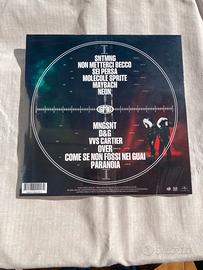 SNTMNG
NON METTERCI BECCO
SEI PERSA
MOLECOLE SPRITE
MAYBACH
NEON
MNGSNT
D&G
VVS CARTIER
OVER
COME SE NON FOSSI NEI GUAI
PARANOIA